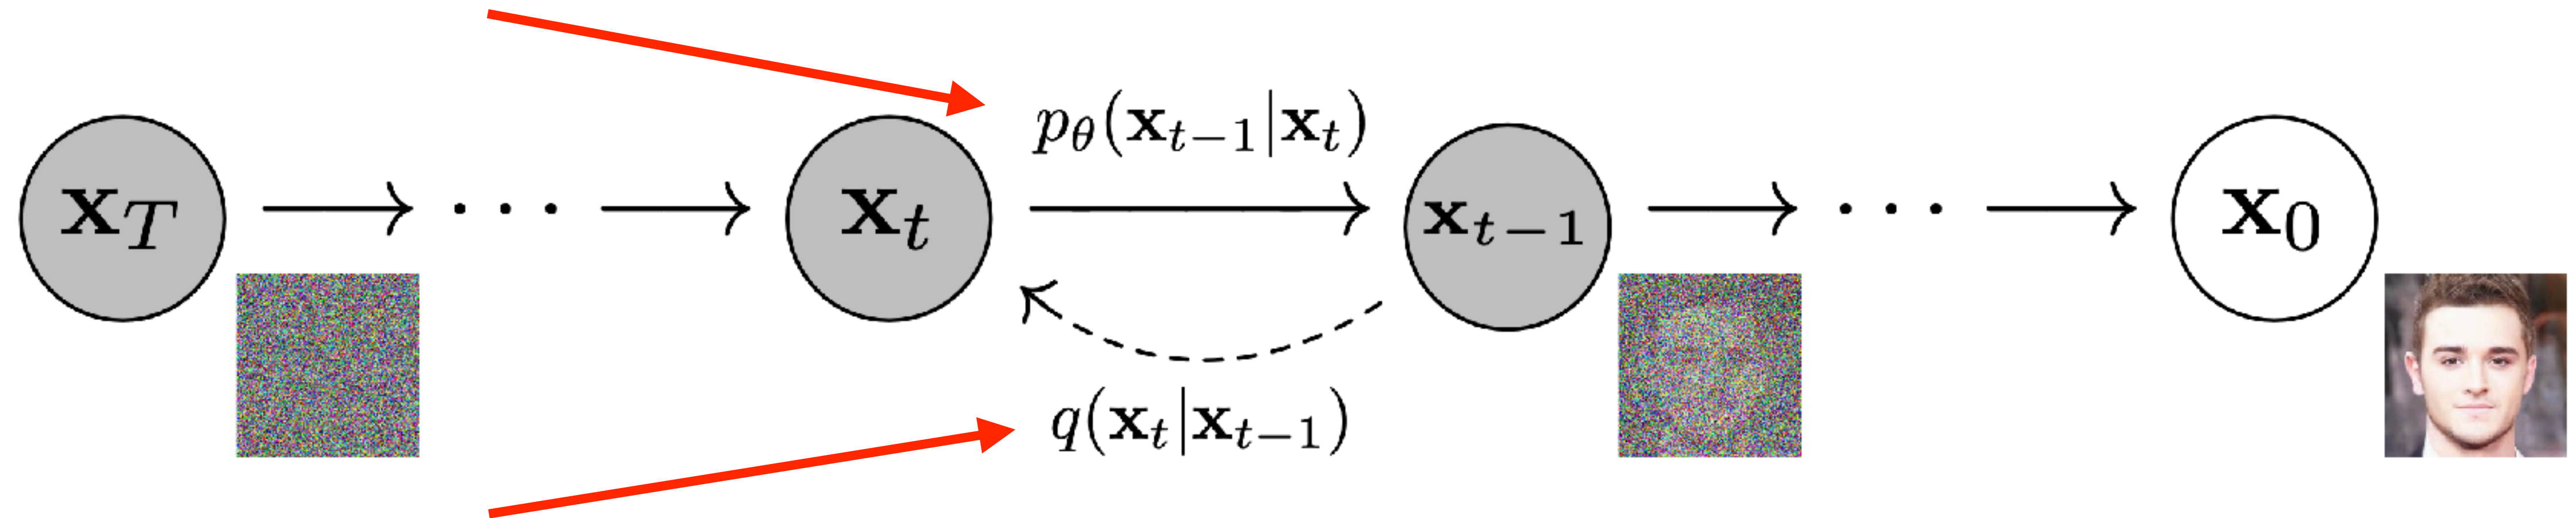 p_θ(x_{t−1}|x_t)
x_T → ··· → x_t → x_{t−1} → ··· → x_0
q(x_t|x_{t−1})